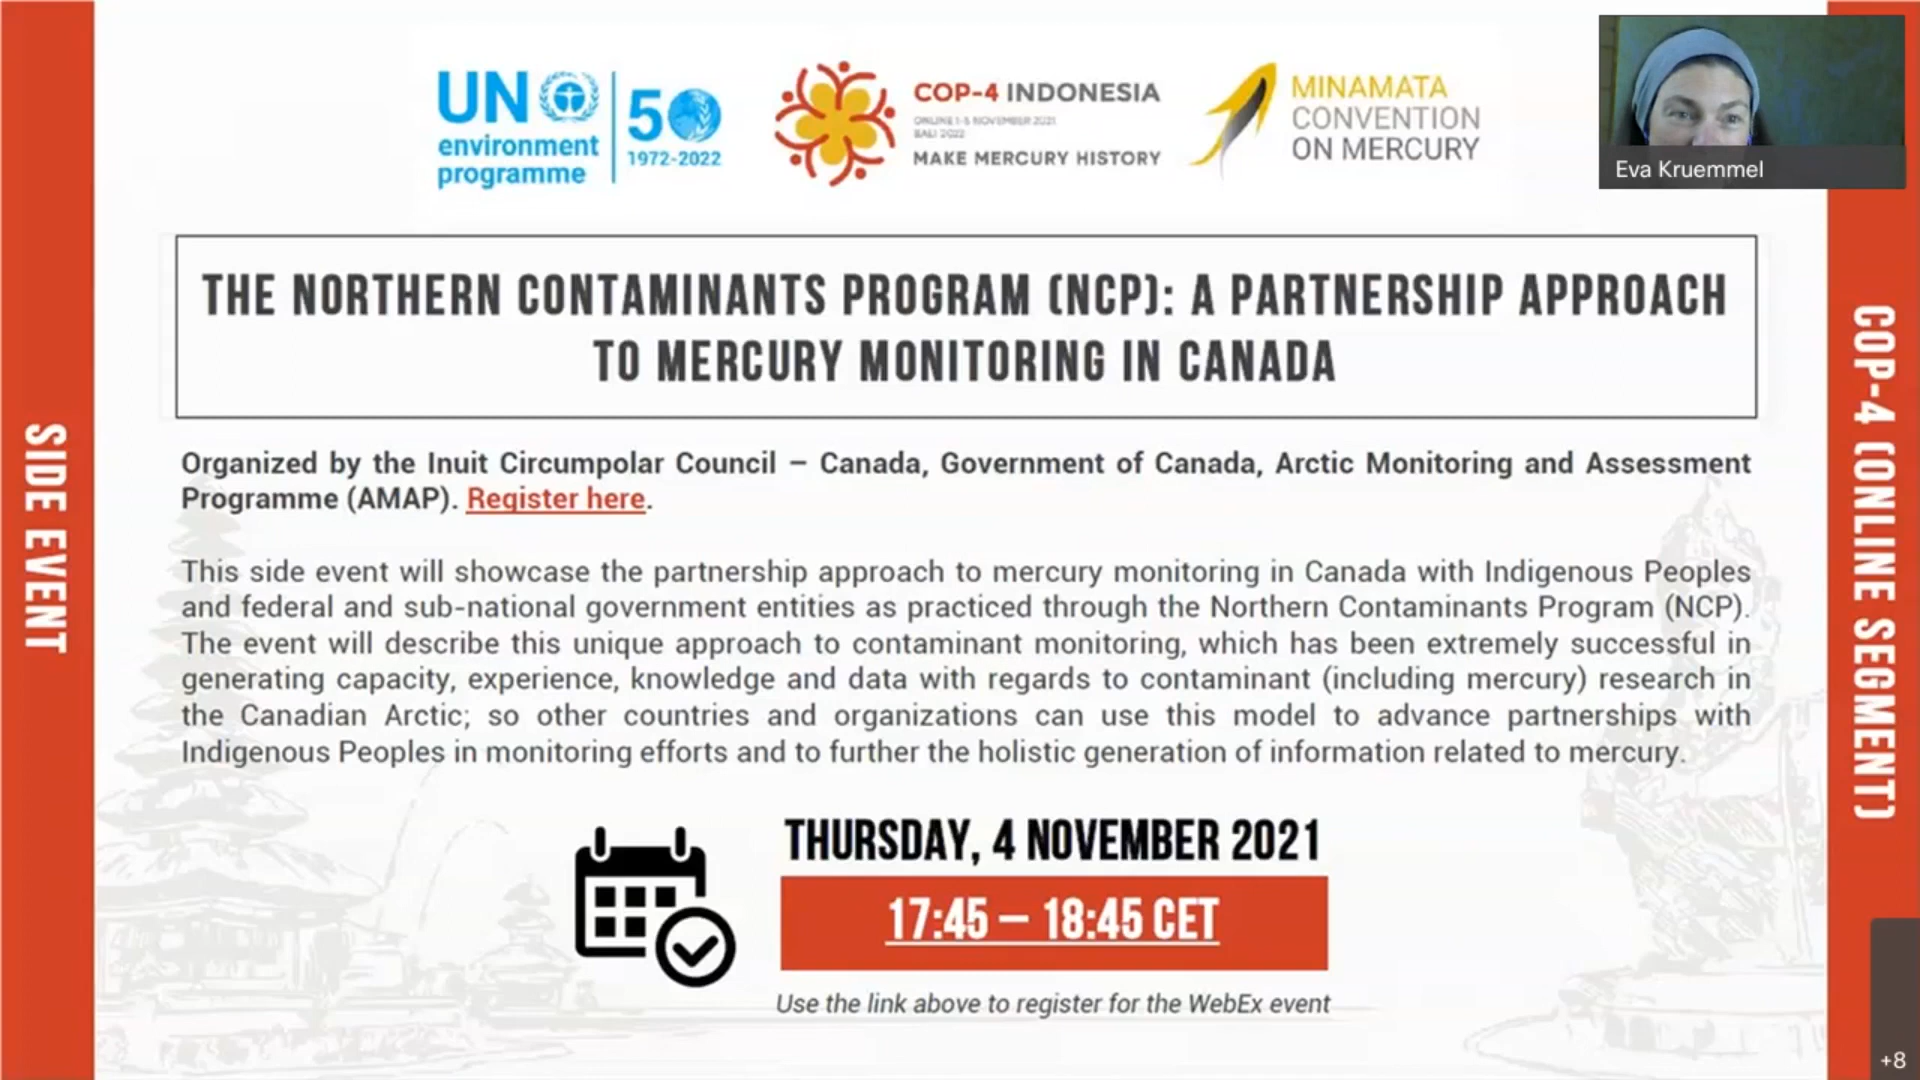 UN
environment
programme
50
1972-2022
COP-4 INDONESIA
ONLINE 1-5 NOVEMBER 2021
BALI 2022
MAKE MERCURY HISTORY
MINAMATA
CONVENTION
ON MERCURY
Eva Kruemmel
THE NORTHERN CONTAMINANTS PROGRAM (NCP): A PARTNERSHIP APPROACH
TO MERCURY MONITORING IN CANADA
Organized by the Inuit Circumpolar Council – Canada, Government of Canada, Arctic Monitoring and Assessment
Programme (AMAP). Register here.
This side event will showcase the partnership approach to mercury monitoring in Canada with Indigenous Peoples
and federal and sub-national government entities as practiced through the Northern Contaminants Program (NCP).
The event will describe this unique approach to contaminant monitoring, which has been extremely successful in
generating capacity, experience, knowledge and data with regards to contaminant (including mercury) research in
the Canadian Arctic; so other countries and organizations can use this model to advance partnerships with
Indigenous Peoples in monitoring efforts and to further the holistic generation of information related to mercury.
THURSDAY, 4 NOVEMBER 2021
17:45 – 18:45 CET
Use the link above to register for the WebEx event
SIDE EVENT
COP-4 (ONLINE SEGMENT)
+8